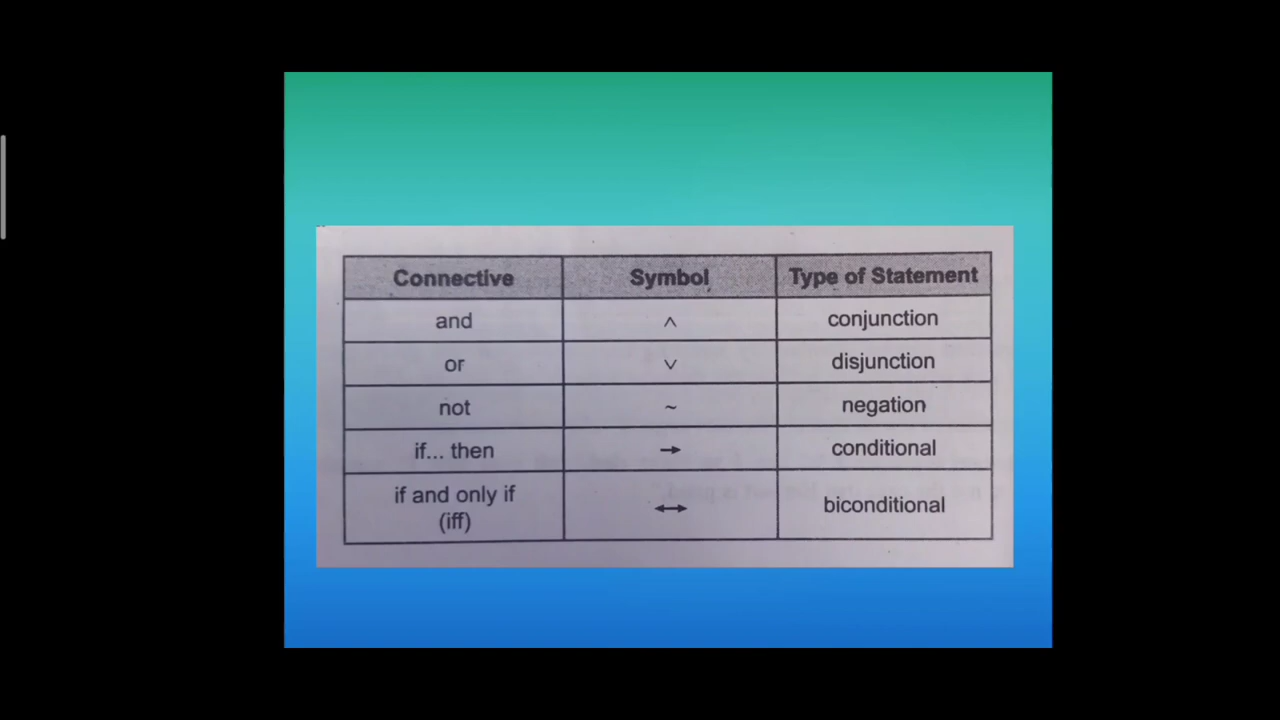 Connective Symbol Type of Statement
and ∧ conjunction
or ∨ disjunction
not ~ negation
if... then → conditional
if and only if
(iff) ↔ biconditional